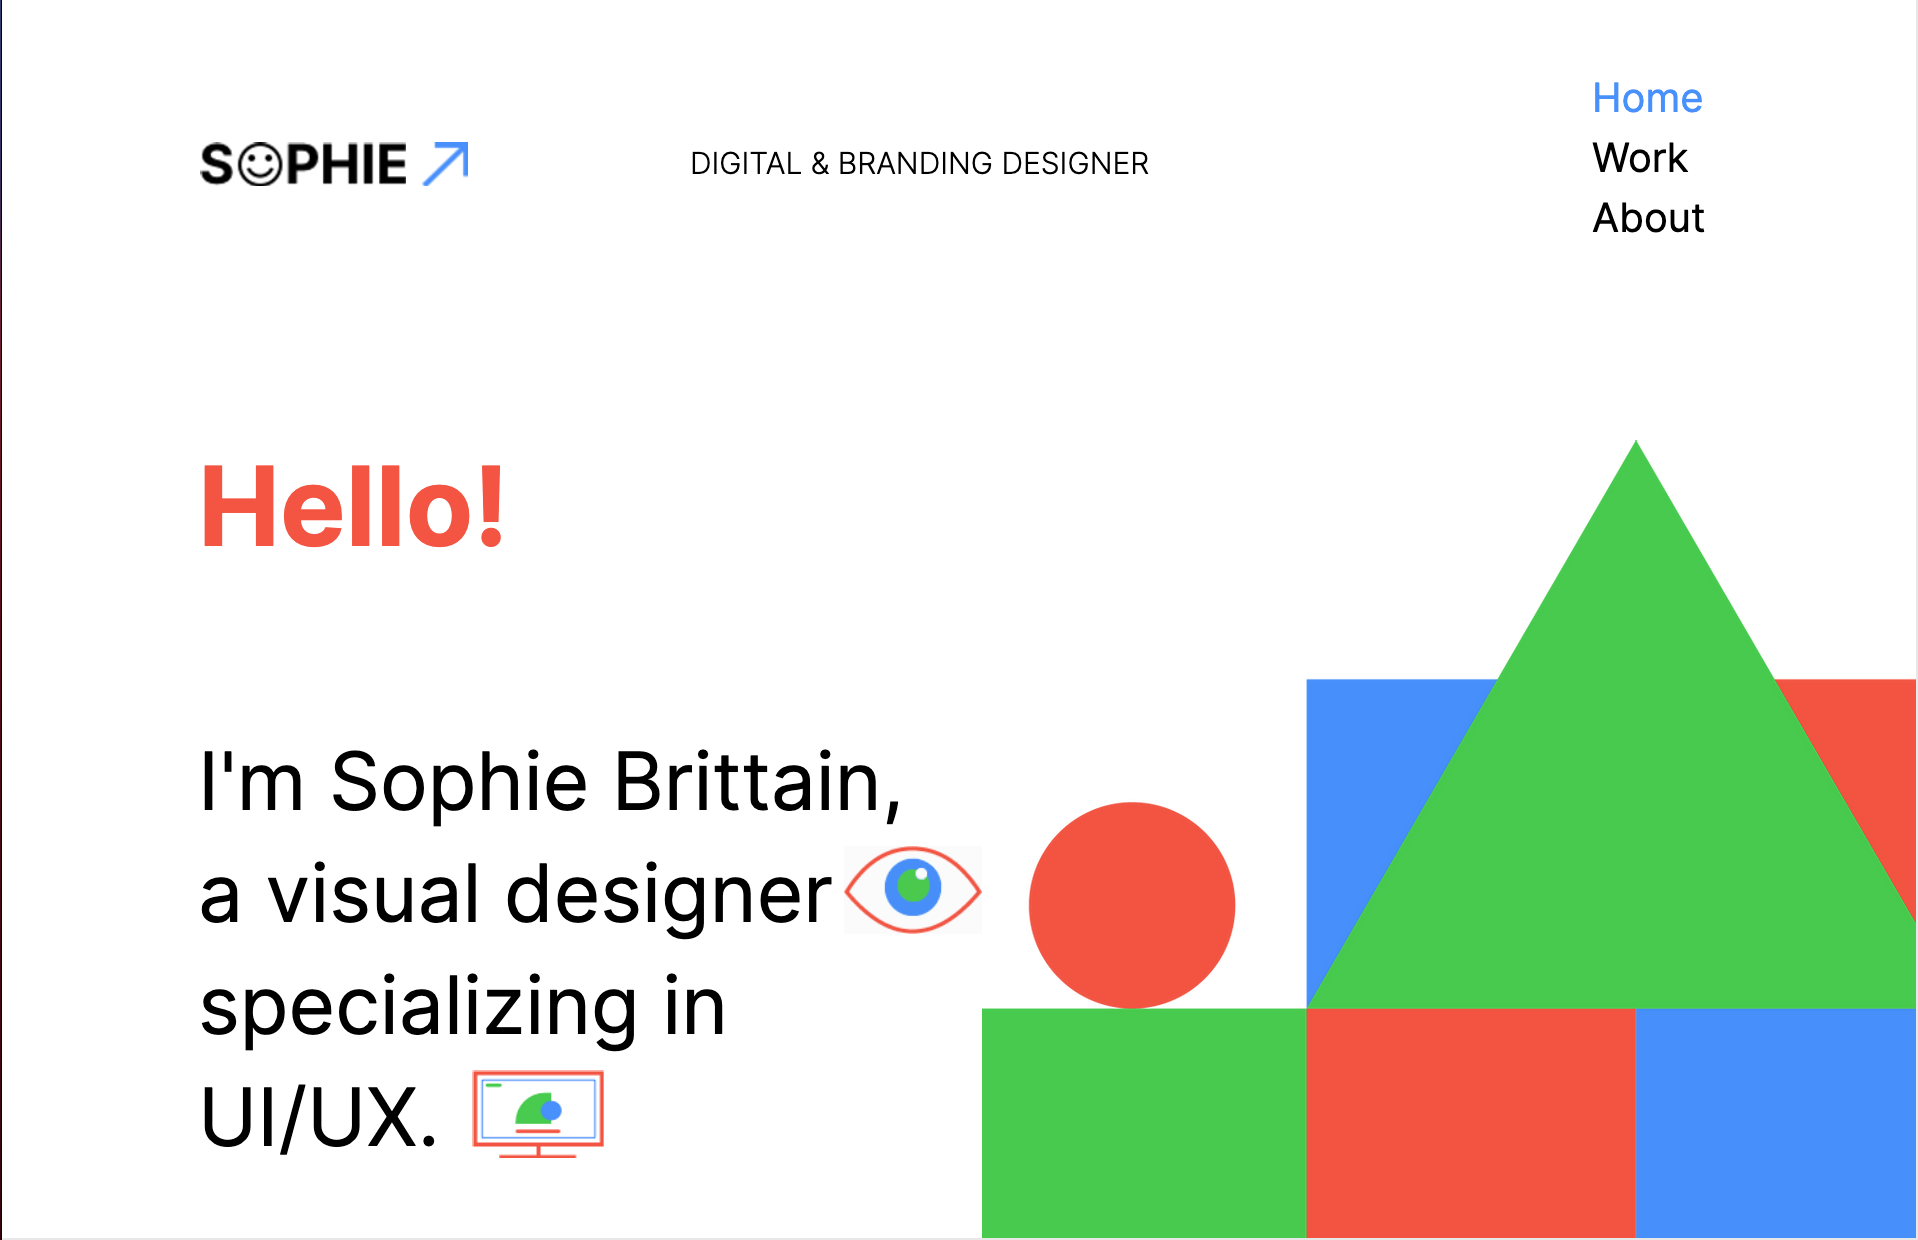 SOPHIE
DIGITAL & BRANDING DESIGNER
Home
Work
About
Hello!
I'm Sophie Brittain,
a visual designer
specializing in
UI/UX.